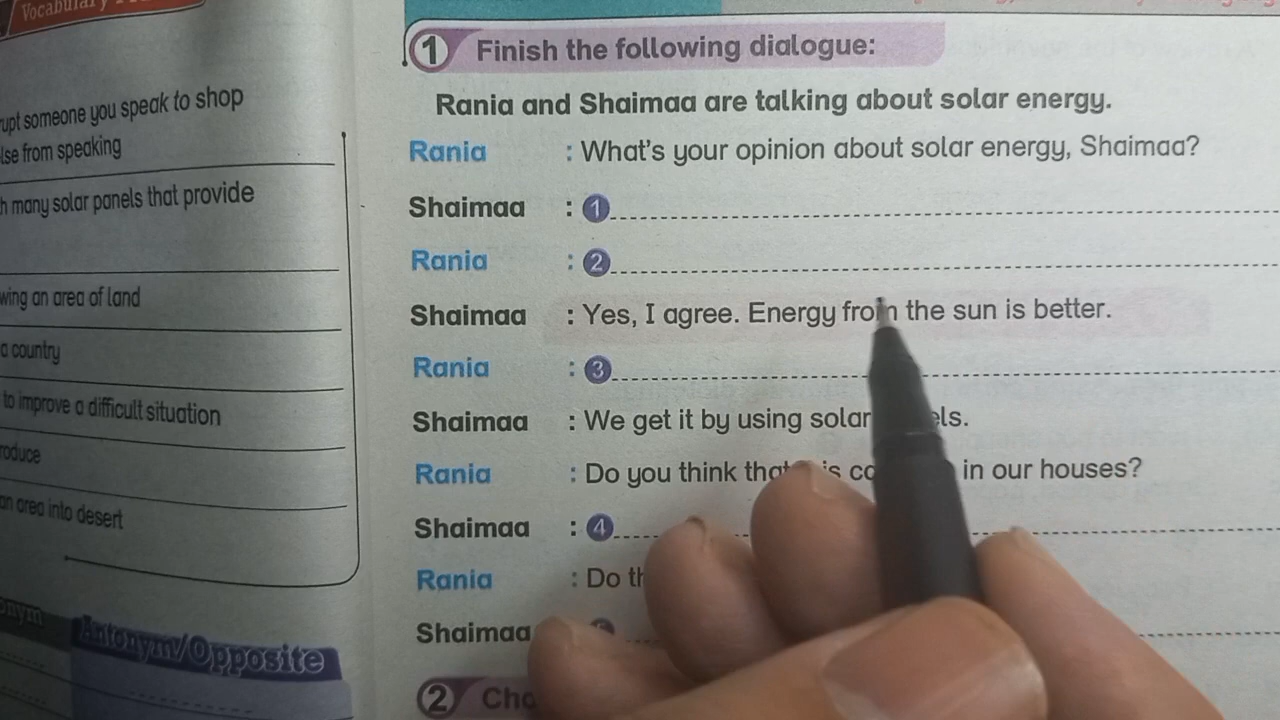 Vocabulary
upt someone you speak to shop
lse from speaking
h many solar panels that provide
wing an area of land
a country
to improve a difficult situation
roduce
an area into desert
onym
Antonym/Opposite
1 Finish the following dialogue:
Rania and Shaimaa are talking about solar energy.
Rania : What's your opinion about solar energy, Shaimaa?
Shaimaa : 1
Rania : 2
Shaimaa : Yes, I agree. Energy from the sun is better.
Rania : 3
Shaimaa : We get it by using solar els.
Rania : Do you think that is co in our houses?
Shaimaa : 4
Rania : Do th
Shaimaa
2 Cho